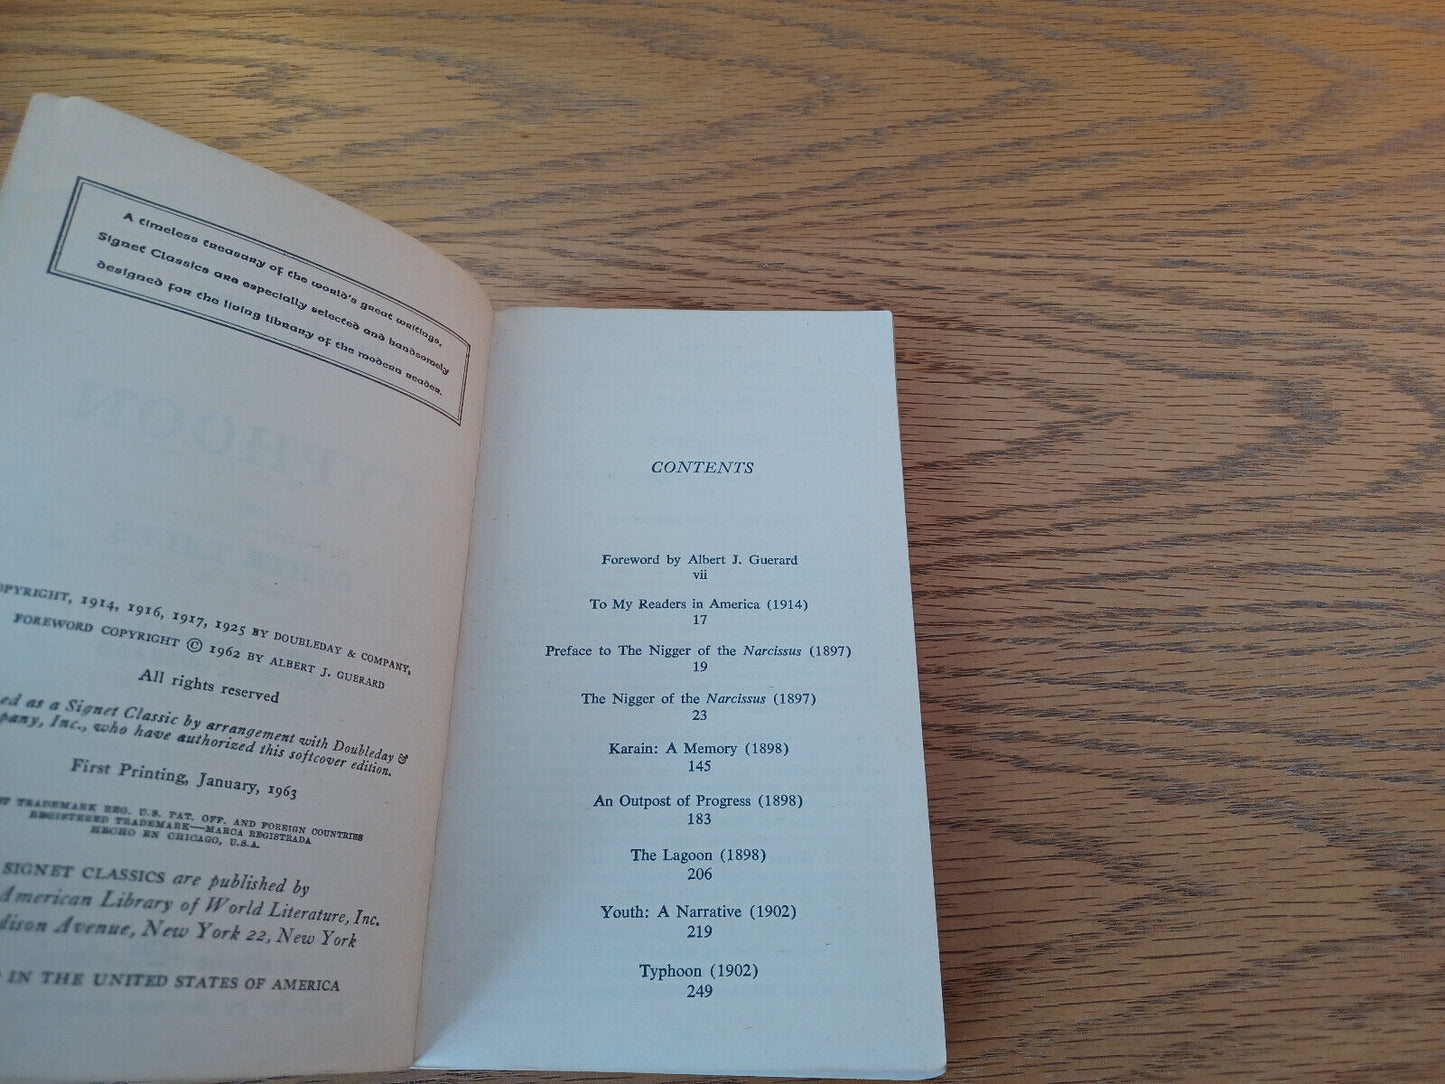 A timeless treasury of the world's great writings,
Signet Classics are especially selected and handsomely
designed for the living library of the modern reader.
TYPHOON
OTHER TALES
COPYRIGHT, 1914, 1916, 1917, 1925 BY DOUBLEDAY & COMPANY,
FOREWORD COPYRIGHT © 1962 BY ALBERT J. GUERARD
All rights reserved
ed as a Signet Classic by arrangement with Doubleday &
pany, Inc., who have authorized this softcover edition.
First Printing, January, 1963
TRADEMARK REG. U.S. PAT. OFF. AND FOREIGN COUNTRIES
REGISTERED TRADEMARK—MARCA REGISTRADA
HECHO EN CHICAGO, U.S.A.
SIGNET CLASSICS are published by
American Library of World Literature, Inc.
dison Avenue, New York 22, New York
IN THE UNITED STATES OF AMERICA
CONTENTS
Foreword by Albert J. Guerard
vii
To My Readers in America (1914)
17
Preface to The Nigger of the Narcissus (1897)
19
The Nigger of the Narcissus (1897)
23
Karain: A Memory (1898)
145
An Outpost of Progress (1898)
183
The Lagoon (1898)
206
Youth: A Narrative (1902)
219
Typhoon (1902)
249